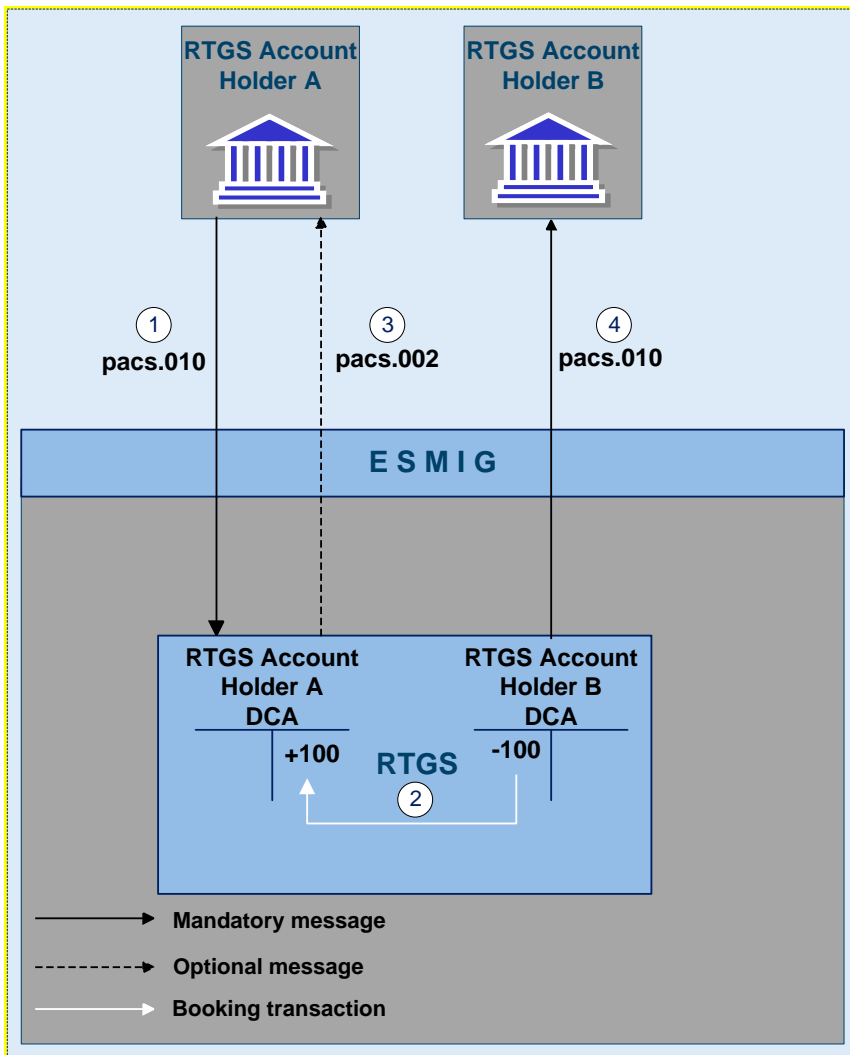 RTGS Account
Holder A
RTGS Account
Holder B
1
pacs.010
3
pacs.002
4
pacs.010
E S M I G
RTGS Account
Holder A
DCA
+100
RTGS Account
Holder B
DCA
-100
RTGS
2
Mandatory message
Optional message
Booking transaction